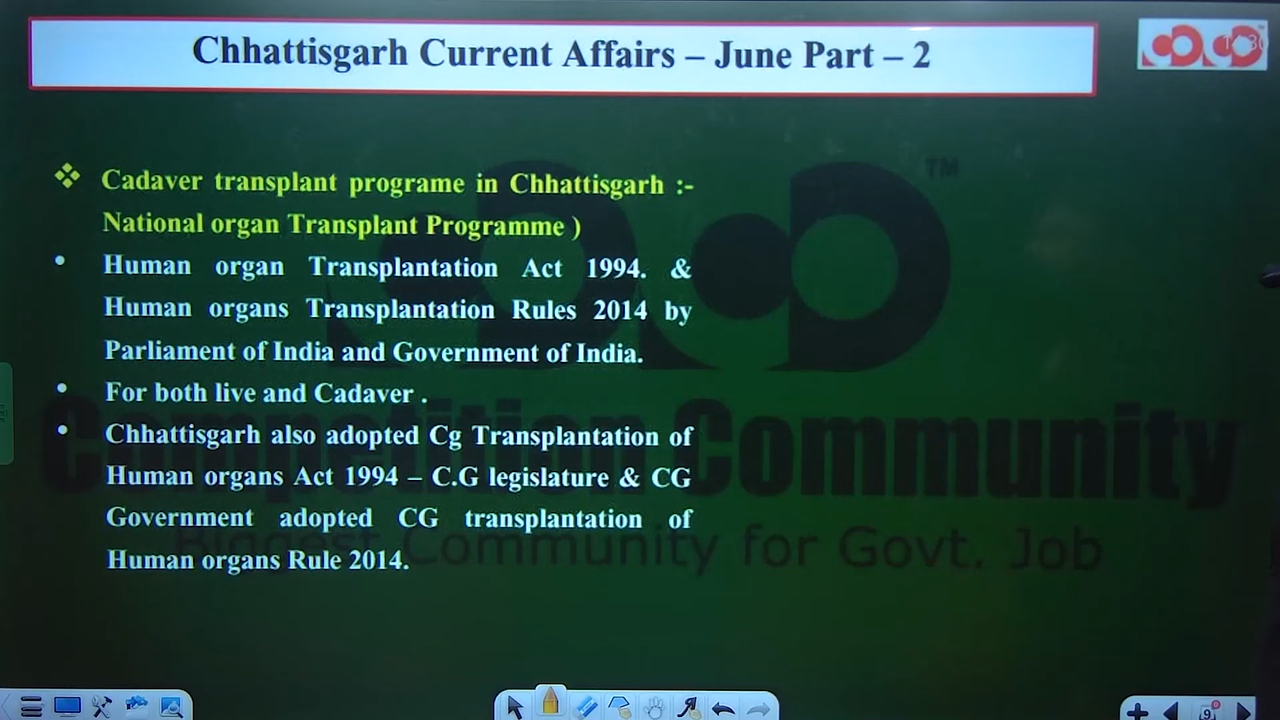 Chhattisgarh Current Affairs – June Part – 2
TM
❖ Cadaver transplant programe in Chhattisgarh :-
National organ Transplant Programme )
• Human organ Transplantation Act 1994. &
Human organs Transplantation Rules 2014 by
Parliament of India and Government of India.
• For both live and Cadaver .
• Chhattisgarh also adopted Cg Transplantation of
Human organs Act 1994 – C.G legislature & CG
Government adopted CG transplantation of
Human organs Rule 2014.
Competition Community
Biggest Community for Govt. Job
9